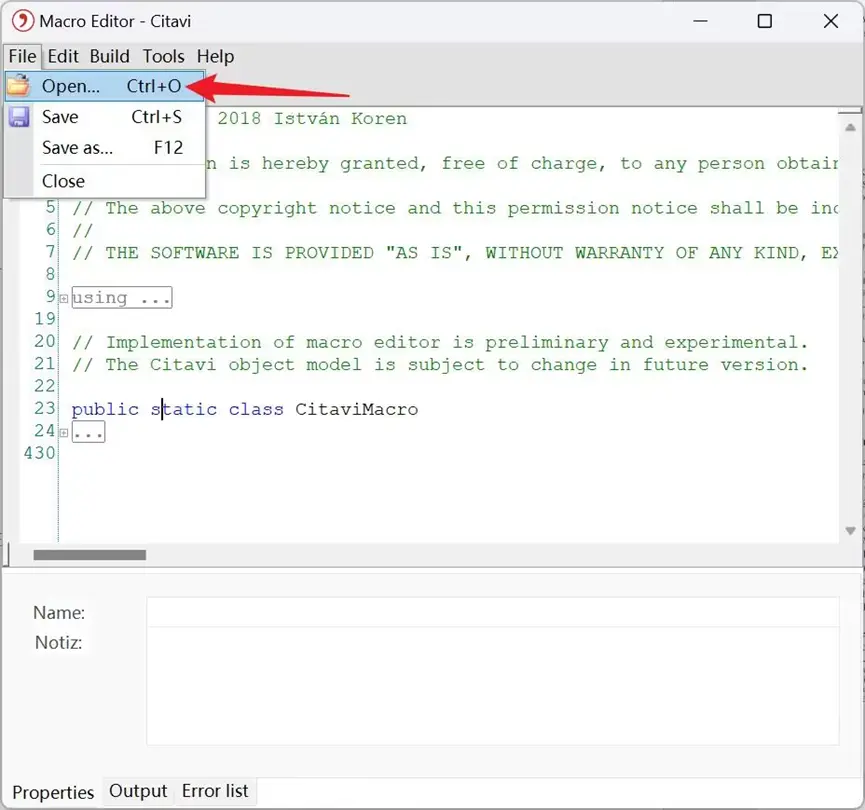 Macro Editor - Citavi
File Edit Build Tools Help
Open... Ctrl+O
Save Ctrl+S
2018 István Koren
Save as... F12
n is hereby granted, free of charge, to any person obtain
Close
5 // The above copyright notice and this permission notice shall be inc
6 //
7 // THE SOFTWARE IS PROVIDED "AS IS", WITHOUT WARRANTY OF ANY KIND, EX
8
9 using ...
19
20 // Implementation of macro editor is preliminary and experimental.
21 // The Citavi object model is subject to change in future version.
22
23 public static class CitaviMacro
24 ...
430
Name:
Notiz:
Properties Output Error list